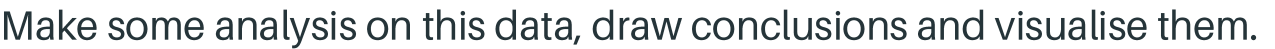 Make some analysis on this data, draw conclusions and visualise them.